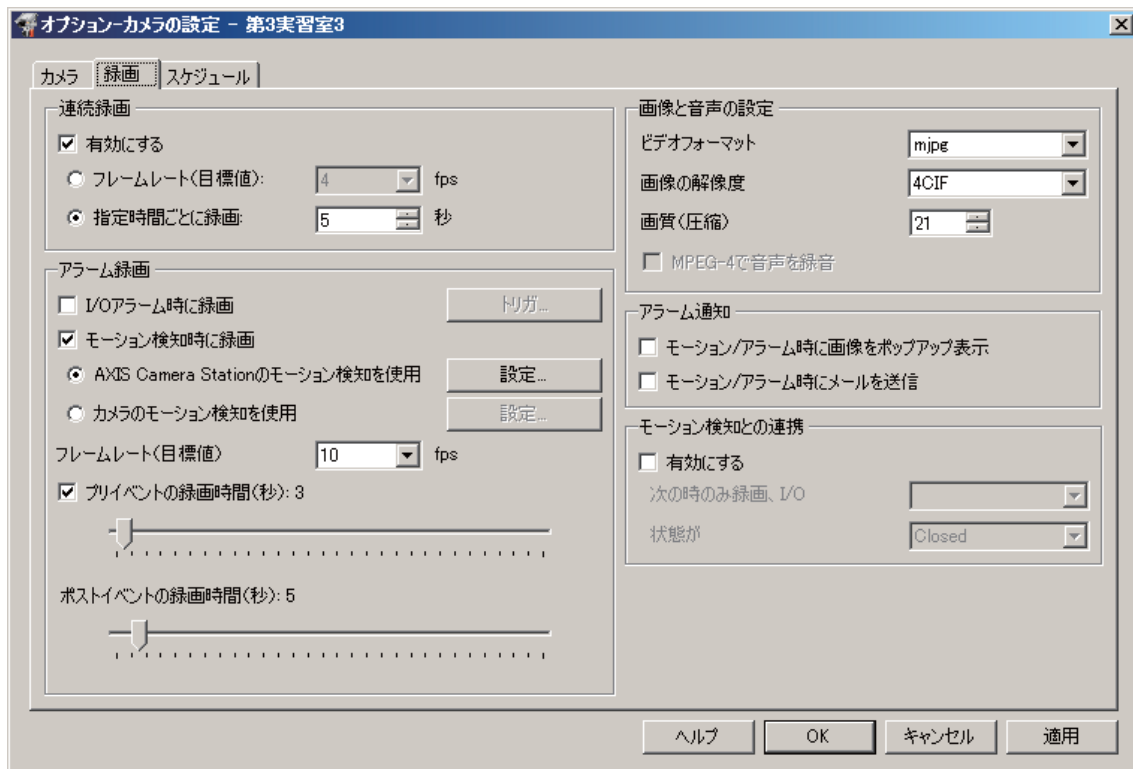 オプション-カメラの設定 - 第3実習室3
カメラ 録画 スケジュール
連続録画
有効にする
フレームレート(目標値): 4 fps
指定時間ごとに録画: 5 秒
アラーム録画
I/Oアラーム時に録画 トリガ...
モーション検知時に録画
AXIS Camera Stationのモーション検知を使用 設定...
カメラのモーション検知を使用 設定...
フレームレート(目標値) 10 fps
プリイベントの録画時間(秒): 3
ポストイベントの録画時間(秒): 5
画像と音声の設定
ビデオフォーマット mjpg
画像の解像度 4CIF
画質(圧縮) 21
MPEG-4で音声を録音
アラーム通知
モーション/アラーム時に画像をポップアップ表示
モーション/アラーム時にメールを送信
モーション検知との連携
有効にする
次の時のみ録画、I/O
状態が Closed
ヘルプ OK キャンセル 適用